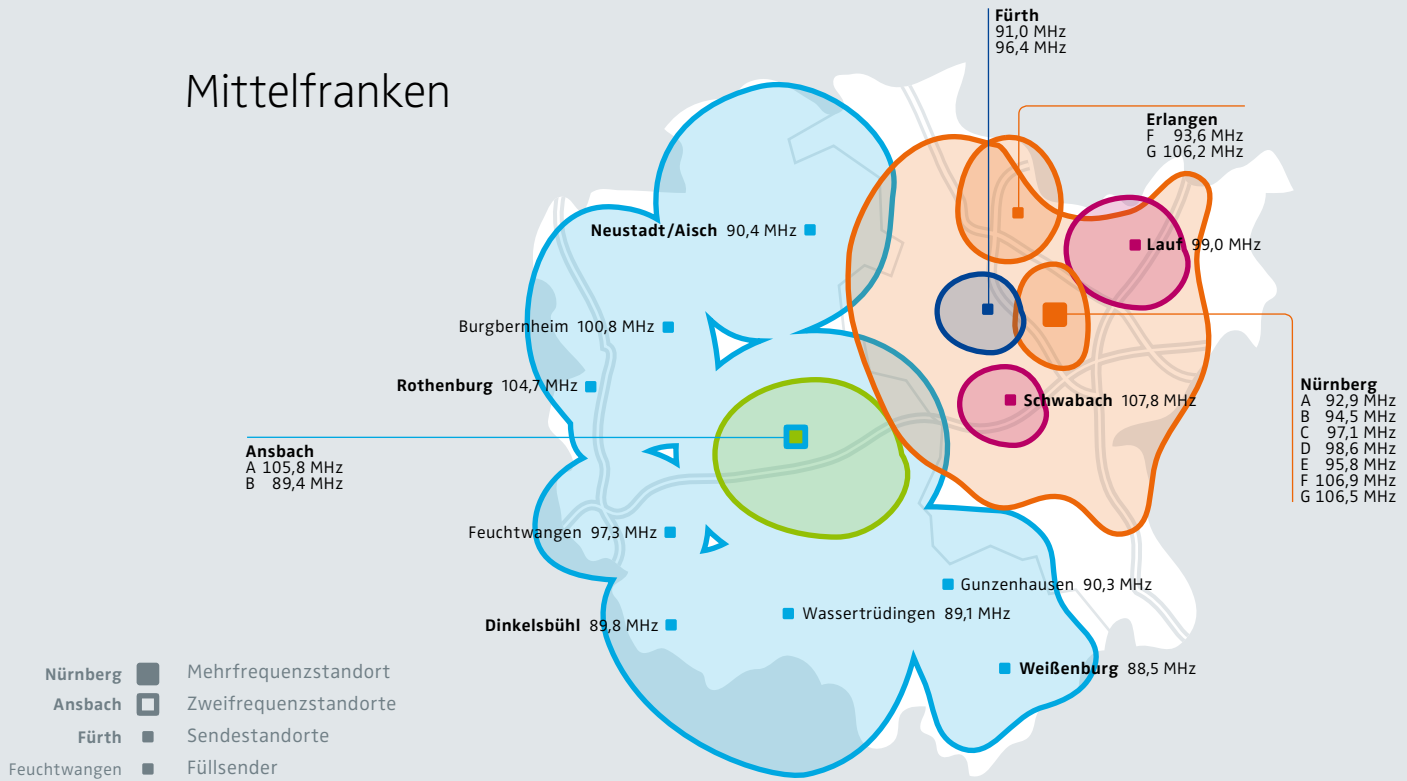 Mittelfranken
Fürth
91,0 MHz
96,4 MHz
Erlangen
F 93,6 MHz
G 106,2 MHz
Neustadt/Aisch 90,4 MHz
Lauf 99,0 MHz
Burgbernheim 100,8 MHz
Rothenburg 104,7 MHz
Schwabach 107,8 MHz
Nürnberg
A 92,9 MHz
B 94,5 MHz
C 97,1 MHz
D 98,6 MHz
E 95,8 MHz
F 106,9 MHz
G 106,5 MHz
Ansbach
A 105,8 MHz
B 89,4 MHz
Feuchtwangen 97,3 MHz
Gunzenhausen 90,3 MHz
Wassertrüdingen 89,1 MHz
Dinkelsbühl 89,8 MHz
Weißenburg 88,5 MHz
Nürnberg Mehrfrequenzstandort
Ansbach Zweifrequenzstandorte
Fürth Sendestandorte
Feuchtwangen Füllsender